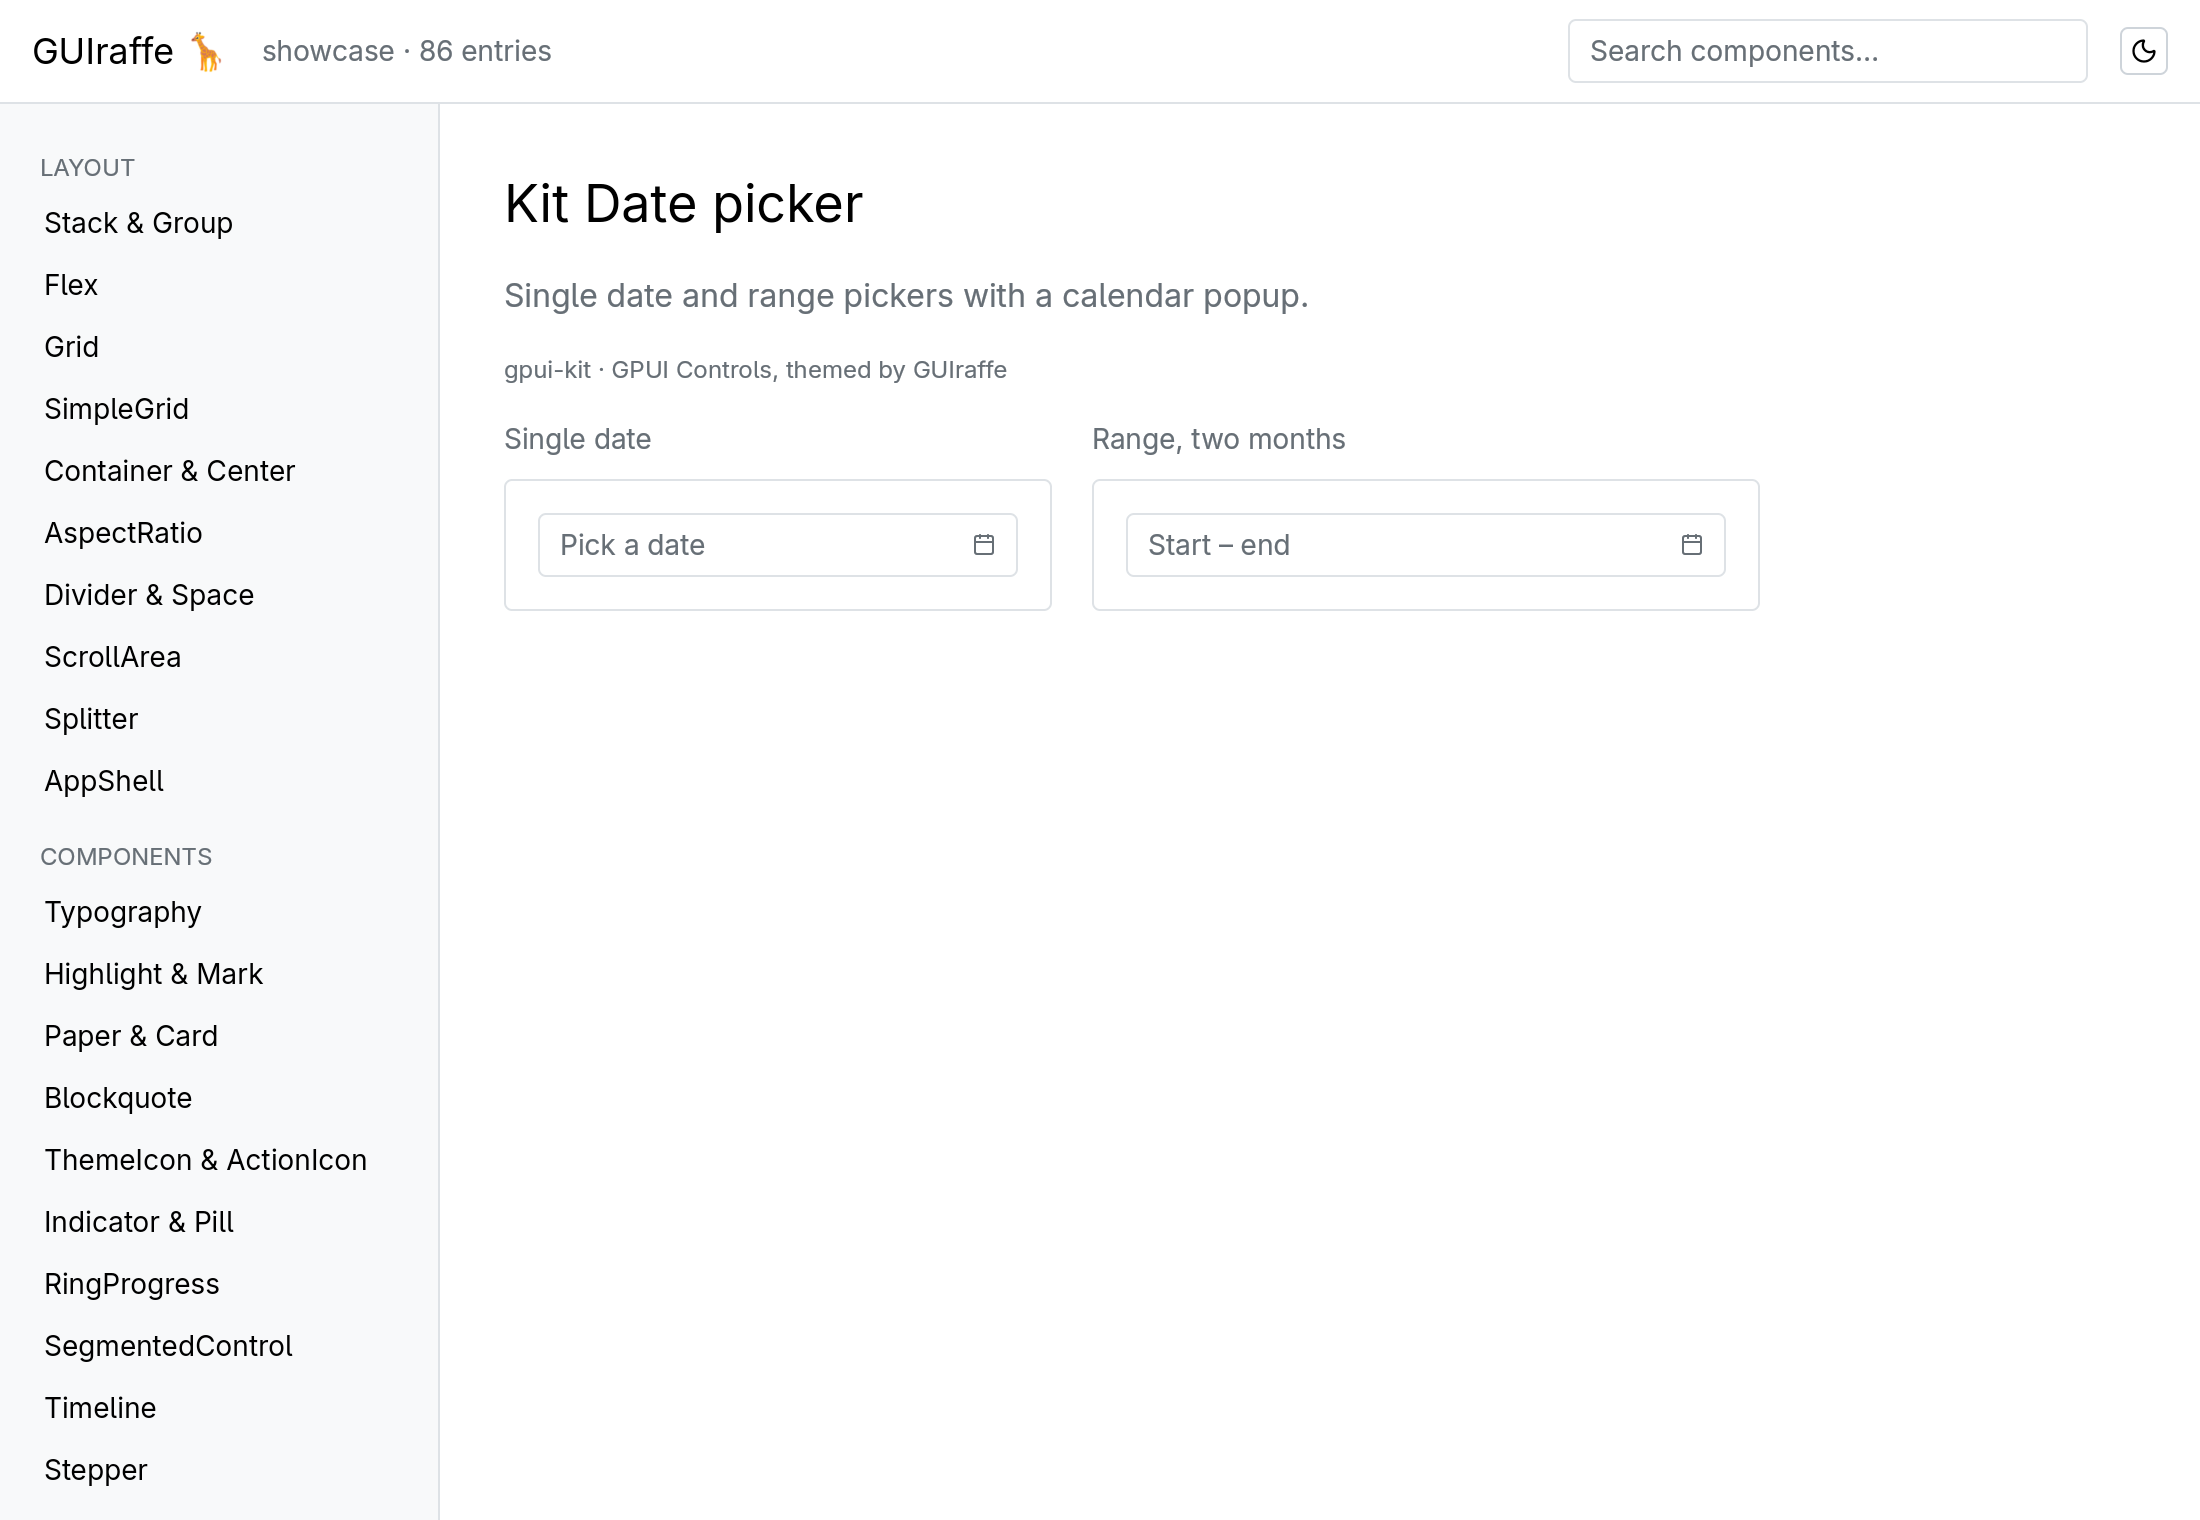 GUIraffe 🦒 showcase · 86 entries
Search components...
LAYOUT
Stack & Group
Flex
Grid
SimpleGrid
Container & Center
AspectRatio
Divider & Space
ScrollArea
Splitter
AppShell
COMPONENTS
Typography
Highlight & Mark
Paper & Card
Blockquote
ThemeIcon & ActionIcon
Indicator & Pill
RingProgress
SegmentedControl
Timeline
Stepper
Kit Date picker
Single date and range pickers with a calendar popup.
gpui-kit · GPUI Controls, themed by GUIraffe
Single date
Pick a date
Range, two months
Start – end